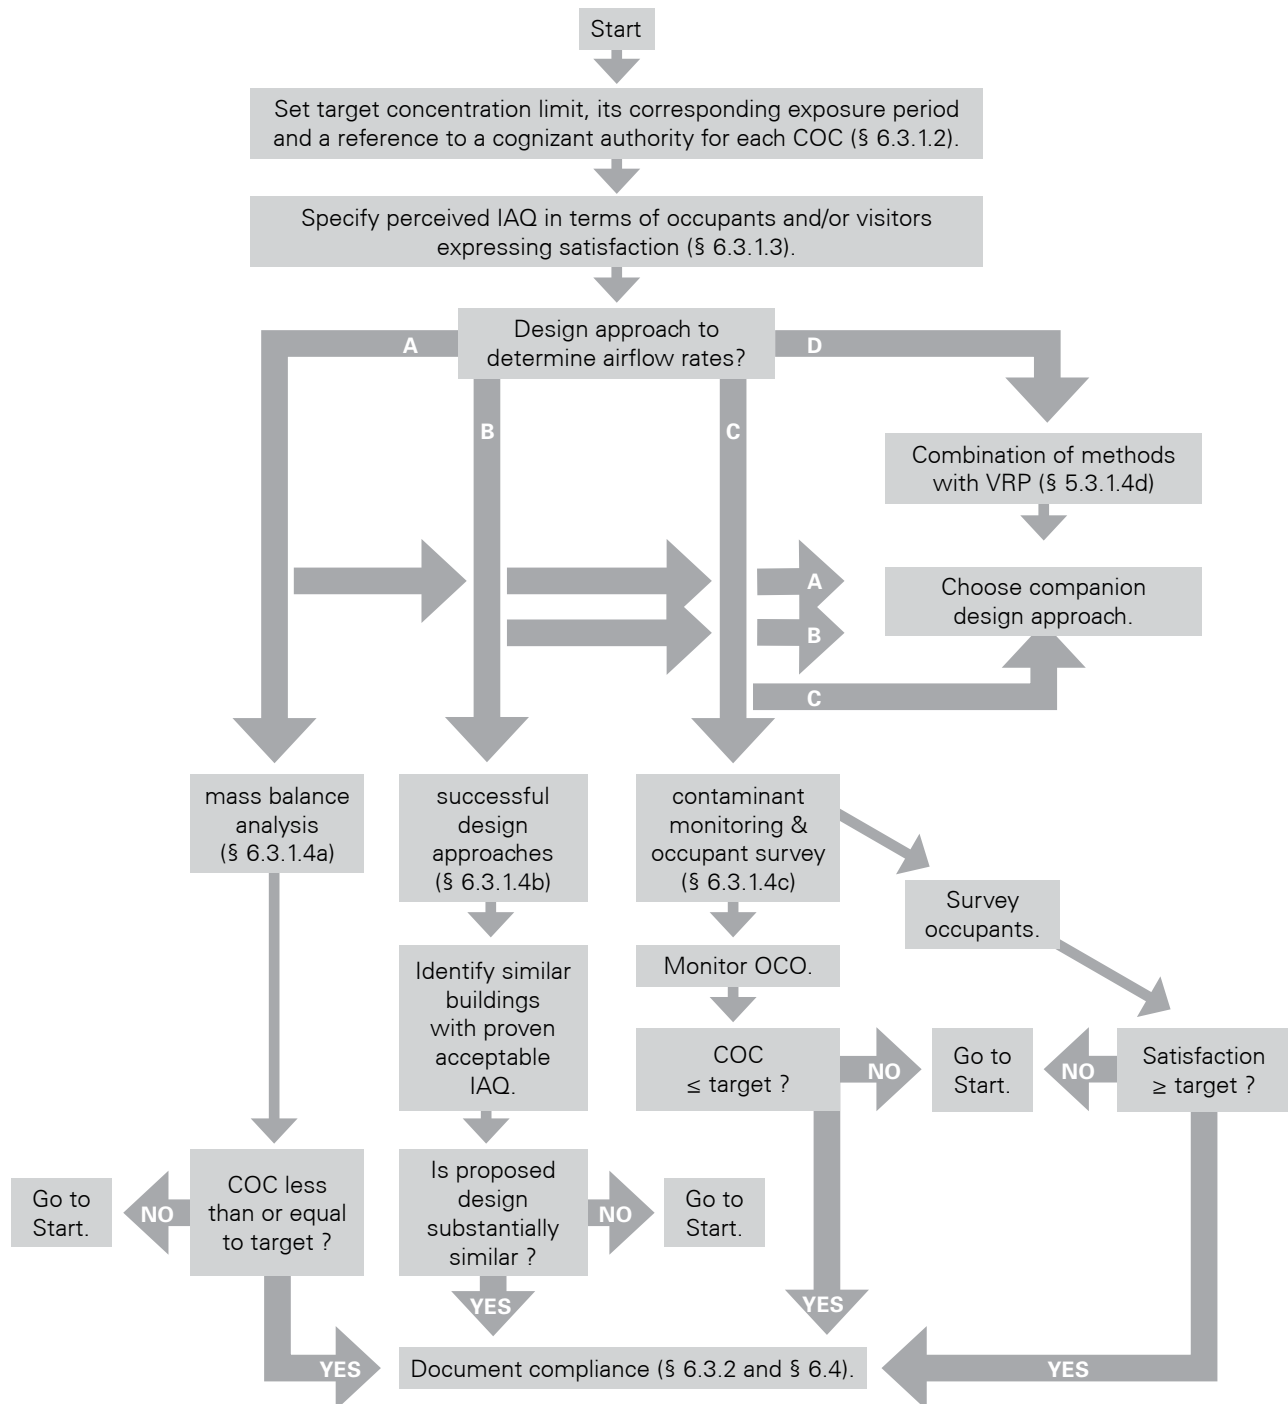 Start
Set target concentration limit, its corresponding exposure period
and a reference to a cognizant authority for each COC (§ 6.3.1.2).
Specify perceived IAQ in terms of occupants and/or visitors
expressing satisfaction (§ 6.3.1.3).
Design approach to
determine airflow rates?
A
D
B
C
Combination of methods
with VRP (§ 5.3.1.4d)
Choose companion
design approach.
A
B
C
mass balance
analysis
(§ 6.3.1.4a)
successful
design
approaches
(§ 6.3.1.4b)
contaminant
monitoring &
occupant survey
(§ 6.3.1.4c)
Survey
occupants.
Identify similar
buildings
with proven
acceptable
IAQ.
Monitor OCO.
COC
≤ target ?
NO
Go to
Start.
NO
Satisfaction
≥ target ?
Go to
Start.
NO
COC less
than or equal
to target ?
Is proposed
design
substantially
similar ?
NO
Go to
Start.
YES
YES
YES
Document compliance (§ 6.3.2 and § 6.4).
YES